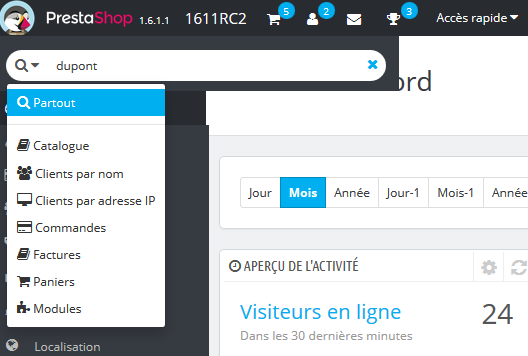 PrestaShop 1.6.1.1 1611RC2 5 2 3 Accès rapide
dupont
ord
Partout
Catalogue
Clients par nom
Clients par adresse IP
Commandes
Factures
Paniers
Modules
Localisation
Jour Mois Année Jour-1 Mois-1 Année
APERÇU DE L'ACTIVITÉ
Visiteurs en ligne 24
Dans les 30 dernières minutes